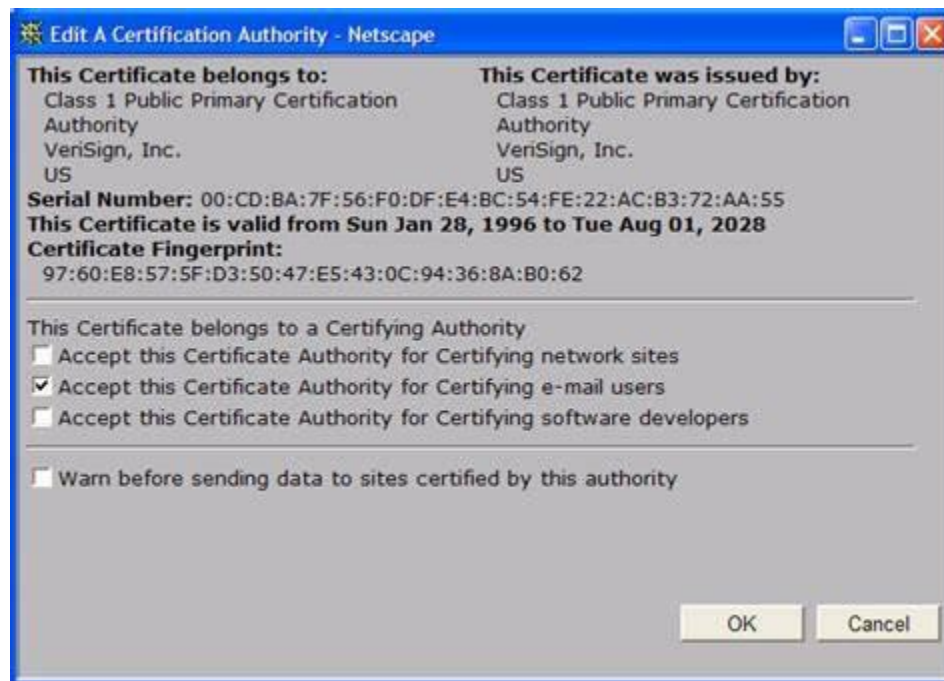 Edit A Certification Authority - Netscape
This Certificate belongs to:
Class 1 Public Primary Certification
Authority
VeriSign, Inc.
US
This Certificate was issued by:
Class 1 Public Primary Certification
Authority
VeriSign, Inc.
US
Serial Number: 00:CD:BA:7F:56:F0:DF:E4:BC:54:FE:22:AC:B3:72:AA:55
This Certificate is valid from Sun Jan 28, 1996 to Tue Aug 01, 2028
Certificate Fingerprint:
97:60:E8:57:5F:D3:50:47:E5:43:0C:94:36:8A:B0:62
This Certificate belongs to a Certifying Authority
Accept this Certificate Authority for Certifying network sites
Accept this Certificate Authority for Certifying e-mail users
Accept this Certificate Authority for Certifying software developers
Warn before sending data to sites certified by this authority
OK
Cancel